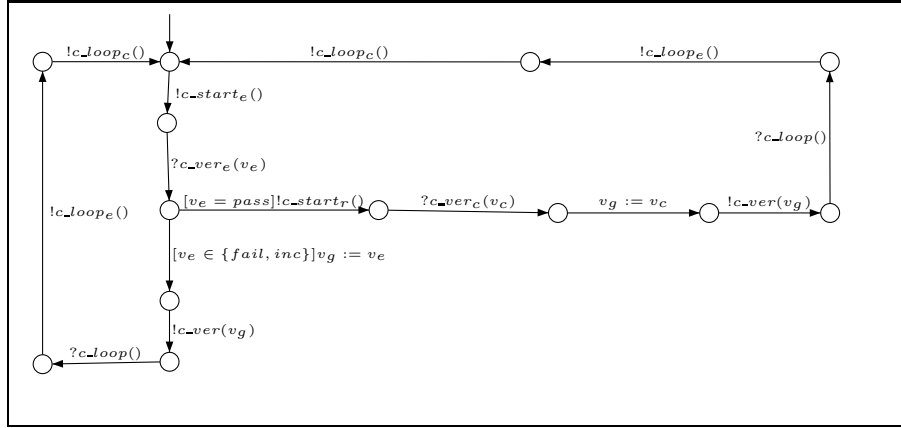 !c_loop_c() !c_loop_c() !c_loop_e()
!c_start_e()
?c_loop()
?c_ver_e(v_e)
!c_loop_e() [v_e = pass]!c_start_r() ?c_ver_c(v_c) v_g := v_c !c_ver(v_g)
[v_e ∈ {fail, inc}]v_g := v_e
!c_ver(v_g)
?c_loop()